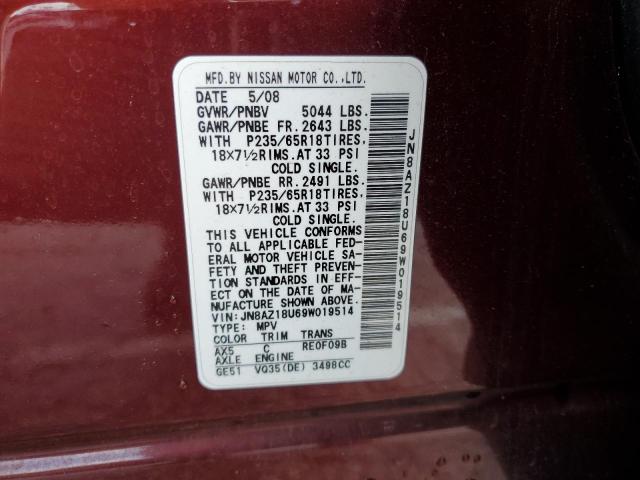 MFD.BY NISSAN MOTOR CO.,LTD.
DATE 5/08
GVWR/PNBV 5044 LBS.
GAWR/PNBE FR.2643 LBS.
WITH P235/65R18TIRES,
18X7½RIMS.AT 33 PSI
COLD SINGLE.
GAWR/PNBE RR.2491 LBS.
WITH P235/65R18TIRES,
18X7½RIMS.AT 33 PSI
COLD SINGLE.
THIS VEHICLE CONFORMS
TO ALL APPLICABLE FED-
ERAL MOTOR VEHICLE SA-
FETY AND THEFT PREVEN-
TION STANDARDS IN EFF-
ECT ON THE DATE OF MA-
NUFACTURE SHOWN ABOVE.
VIN:JN8AZ18U69W019514
TYPE: MPV
COLOR TRIM TRANS
AX5 C RE0F09B
AXLE ENGINE
GE51 VQ35(DE) 3498CC
JN8AZ18U69W019514